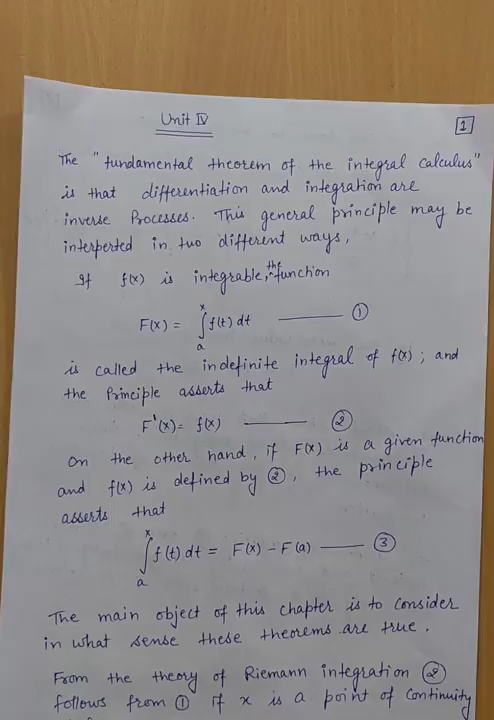 Unit IV
1
The "fundamental theorem of the integral calculus"
is that differentiation and integration are
inverse Processes. This general principle may be
interperted in two different ways,
If f(x) is integrable, the function
F(x) = ∫ₐˣ f(t) dt ——— ①
is called the indefinite integral of f(x) ; and
the Principle asserts that
F'(x) = f(x) ——— ②
On the other hand, if F(x) is a given function
and f(x) is defined by ②, the principle
asserts that
∫ₐˣ f(t) dt = F(x) - F(a) ——— ③
The main object of this chapter is to consider
in what sense these theorems are true.
From the theory of Riemann integration ②
follows from ① if x is a point of continuity